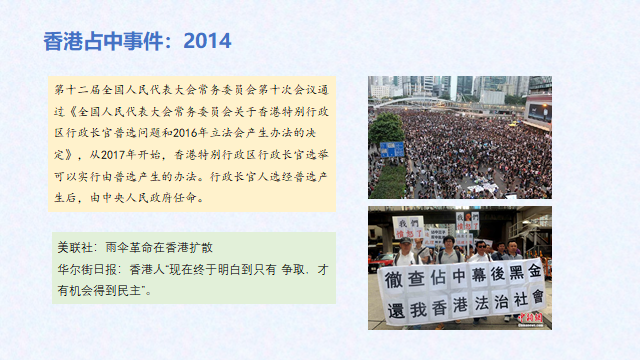 香港占中事件：2014
第十二届全国人民代表大会常务委员会第十次会议通
过《全国人民代表大会常务委员会关于香港特别行政
区行政长官普选问题和2016年立法会产生办法的决
定》，从2017年开始，香港特别行政区行政长官选举
可以实行由普选产生的办法。行政长官人选经普选产
生后，由中央人民政府任命。
美联社：雨伞革命在香港扩散
华尔街日报：香港人“现在终于明白到只有 争取．才
有机会得到民主”。
我們
憤怒了
我們
徹查佔中幕後黑金
還我香港法治社會